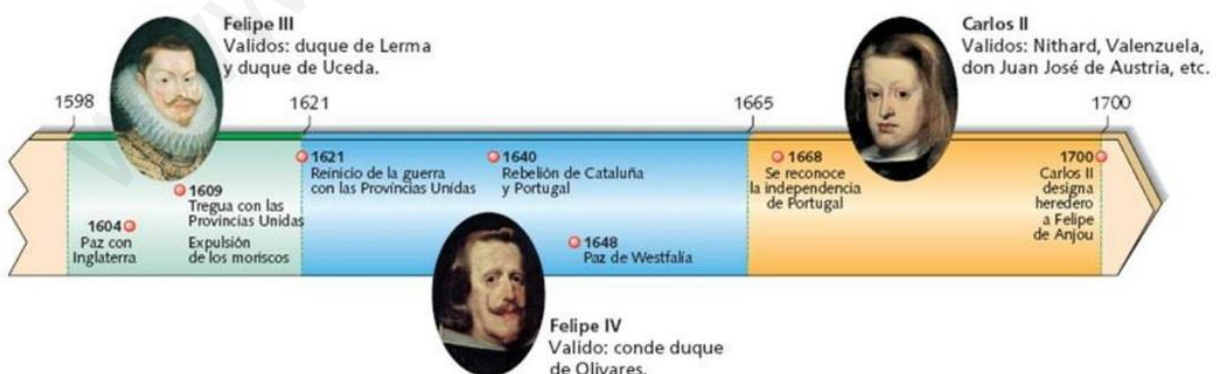 Felipe III
Validos: duque de Lerma
y duque de Uceda.
Carlos II
Validos: Nithard, Valenzuela,
don Juan José de Austria, etc.
1598
1621
1665
1700
1604
Paz con
Inglaterra
1609
Tregua con las
Provincias Unidas
Expulsión
de los moriscos
1621
Reinicio de la guerra
con las Provincias Unidas
1640
Rebelión de Cataluña
y Portugal
1648
Paz de Westfalia
1668
Se reconoce
la independencia
de Portugal
1700
Carlos II
designa
heredero
a Felipe
de Anjou
Felipe IV
Valido: conde duque
de Olivares.